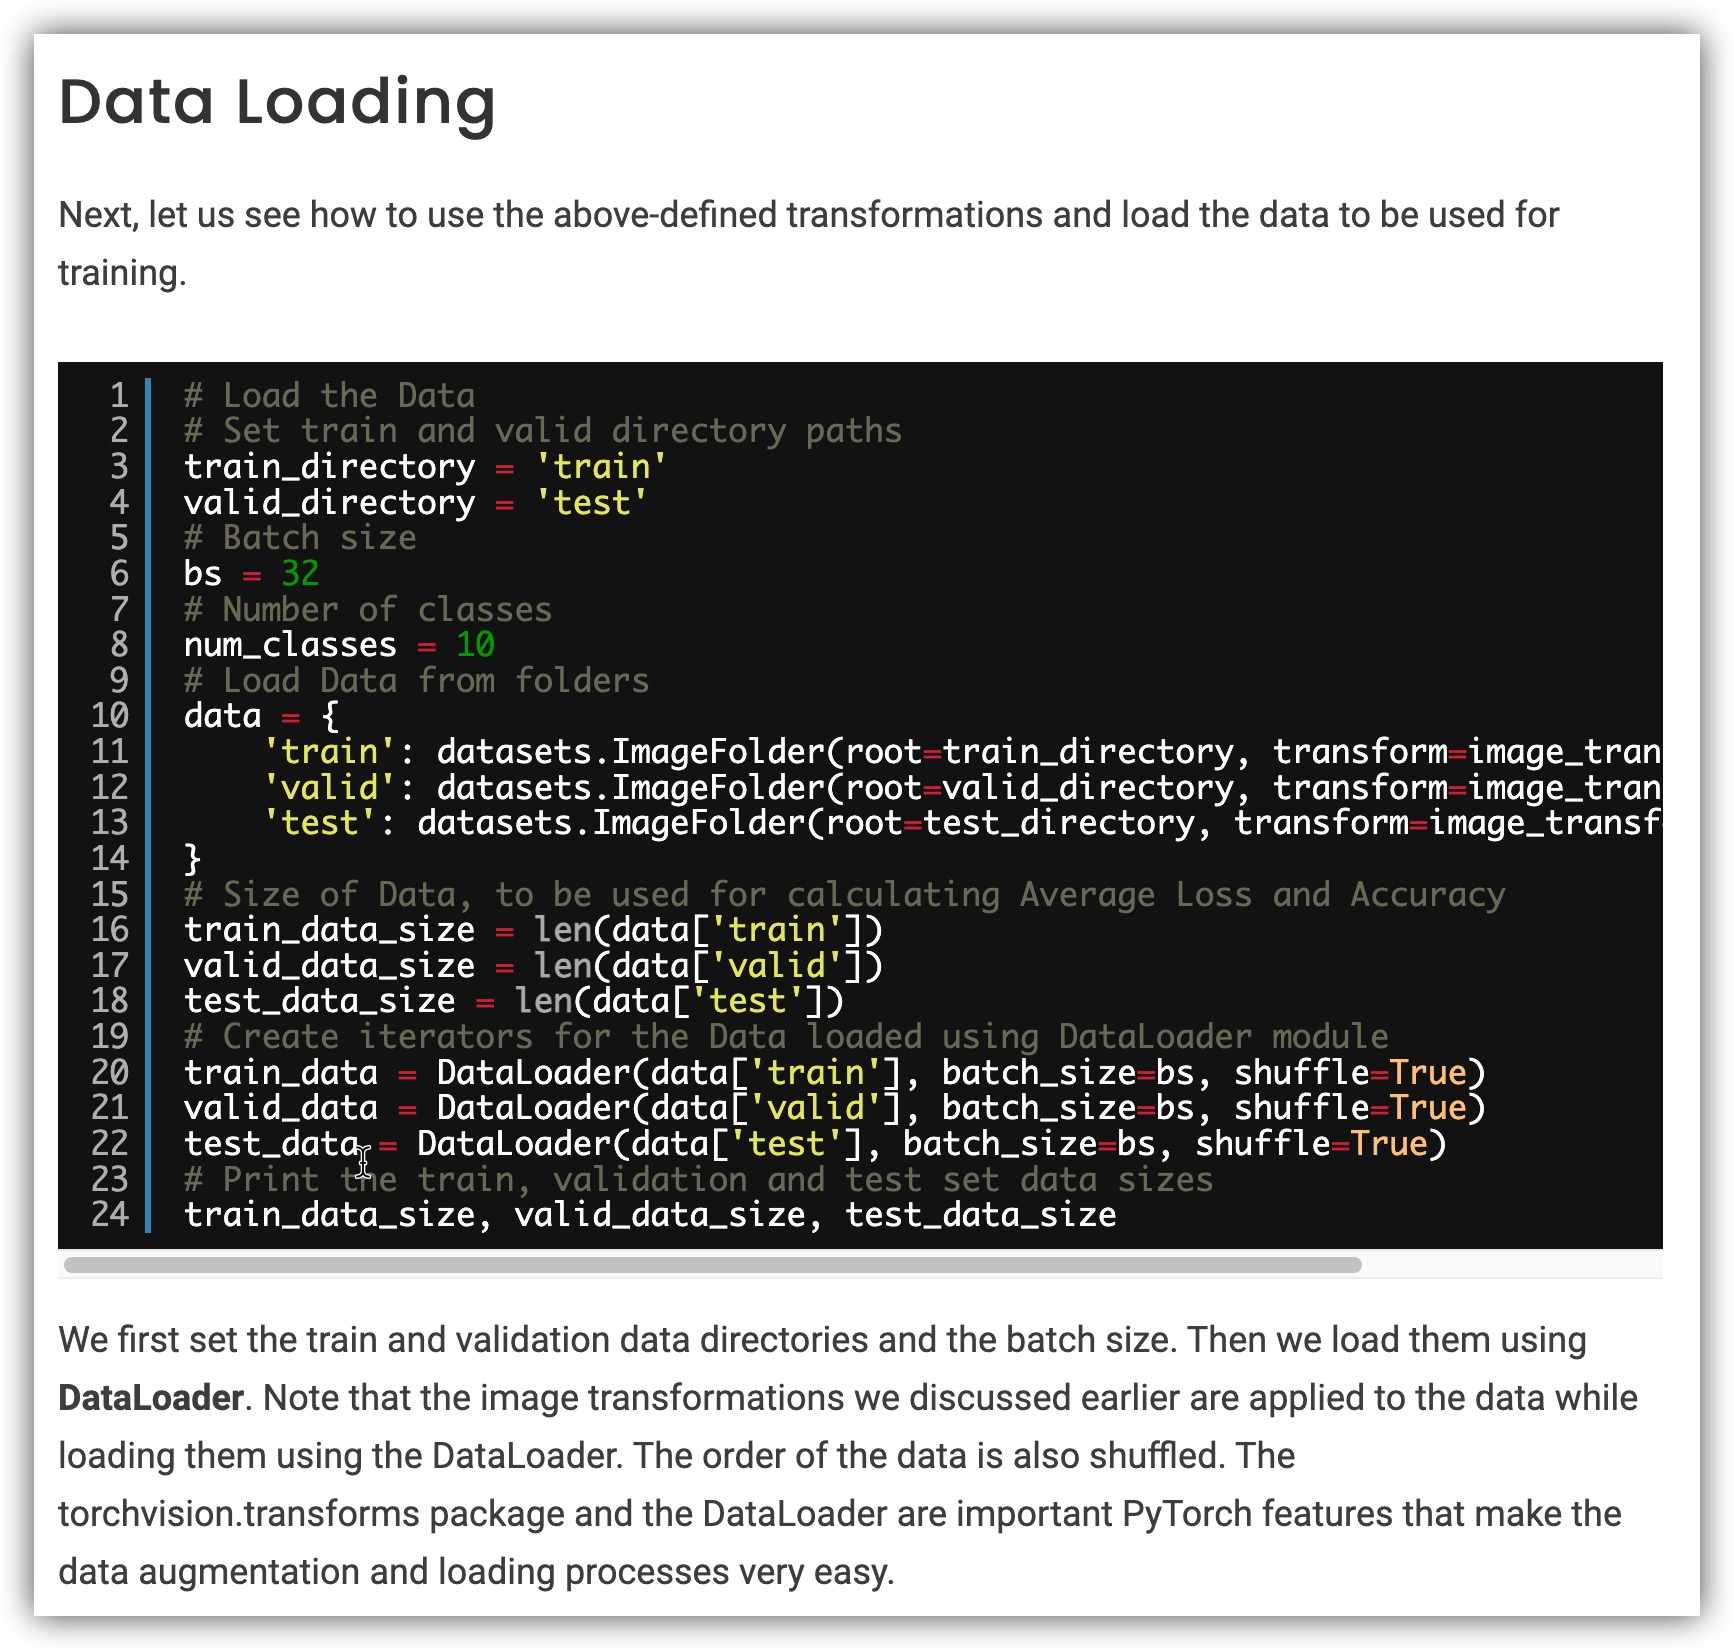 Data Loading
Next, let us see how to use the above-defined transformations and load the data to be used for
training.
1 # Load the Data
2 # Set train and valid directory paths
3 train_directory = 'train'
4 valid_directory = 'test'
5 # Batch size
6 bs = 32
7 # Number of classes
8 num_classes = 10
9 # Load Data from folders
10 data = {
11     'train': datasets.ImageFolder(root=train_directory, transform=image_tran
12     'valid': datasets.ImageFolder(root=valid_directory, transform=image_tran
13     'test': datasets.ImageFolder(root=test_directory, transform=image_transf
14 }
15 # Size of Data, to be used for calculating Average Loss and Accuracy
16 train_data_size = len(data['train'])
17 valid_data_size = len(data['valid'])
18 test_data_size = len(data['test'])
19 # Create iterators for the Data loaded using DataLoader module
20 train_data = DataLoader(data['train'], batch_size=bs, shuffle=True)
21 valid_data = DataLoader(data['valid'], batch_size=bs, shuffle=True)
22 test_data = DataLoader(data['test'], batch_size=bs, shuffle=True)
23 # Print the train, validation and test set data sizes
24 train_data_size, valid_data_size, test_data_size
We first set the train and validation data directories and the batch size. Then we load them using
DataLoader. Note that the image transformations we discussed earlier are applied to the data while
loading them using the DataLoader. The order of the data is also shuffled. The
torchvision.transforms package and the DataLoader are important PyTorch features that make the
data augmentation and loading processes very easy.